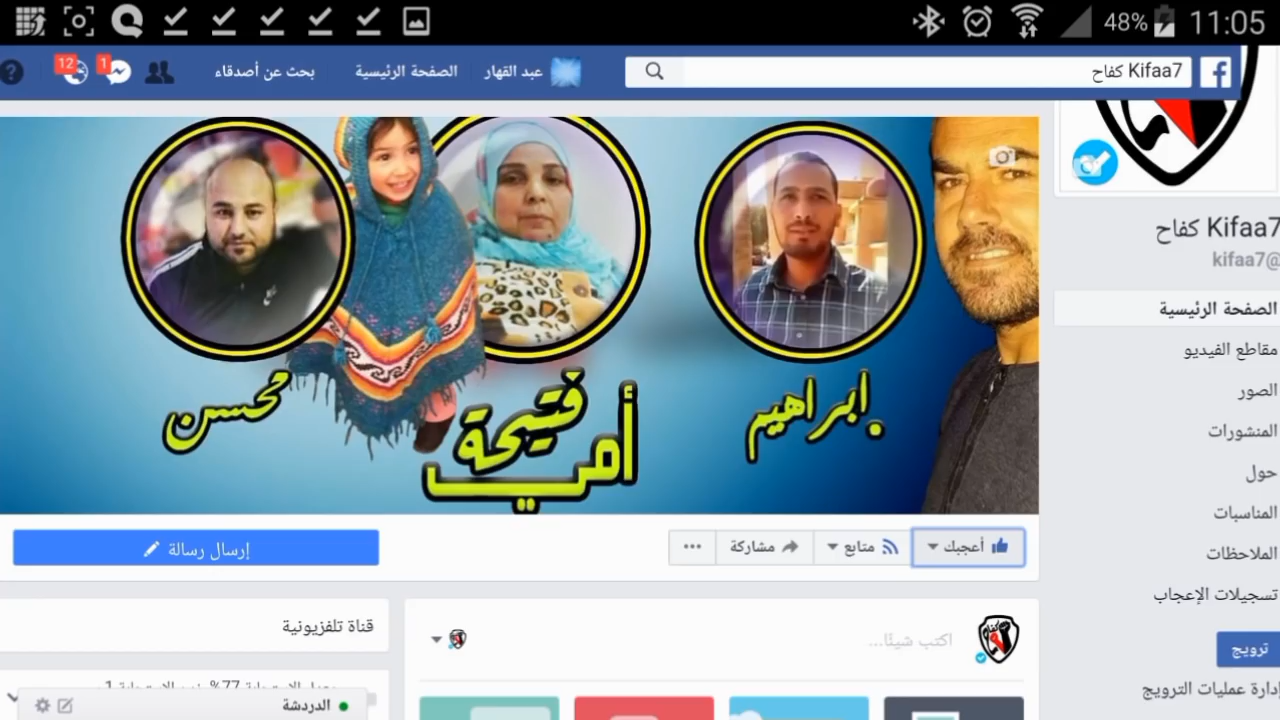 48% 11:05
Kifaa7 كفاح
عبد القهار
الصفحة الرئيسية
بحث عن أصدقاء
1
12
?
Kifaa7 كفاح
@kifaa7
الصفحة الرئيسية
مقاطع الفيديو
الصور
المنشورات
حول
المناسبات
الملاحظات
تسجيلات الإعجاب
ترويج
إدارة عمليات الترويج
ابراهيم
أمي فتيحة
محسن
أعجبك
متابع
مشاركة
...
إرسال رسالة
اكتب شيئًا...
قناة تلفزيونية
الدردشة